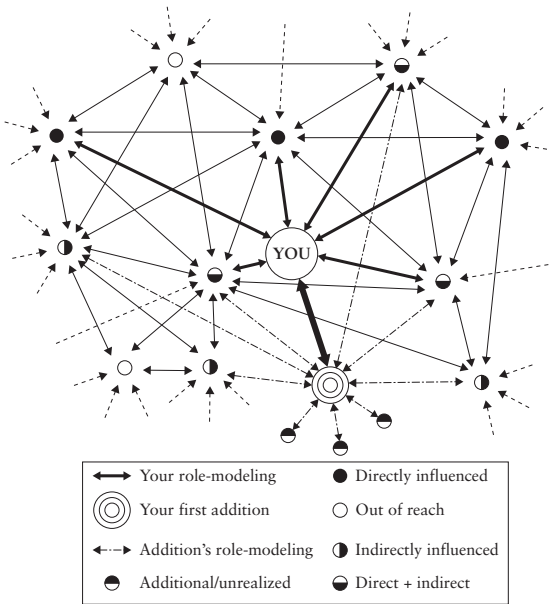 YOU
Your role-modeling
Directly influenced
Your first addition
Out of reach
Addition's role-modeling
Indirectly influenced
Additional/unrealized
Direct + indirect